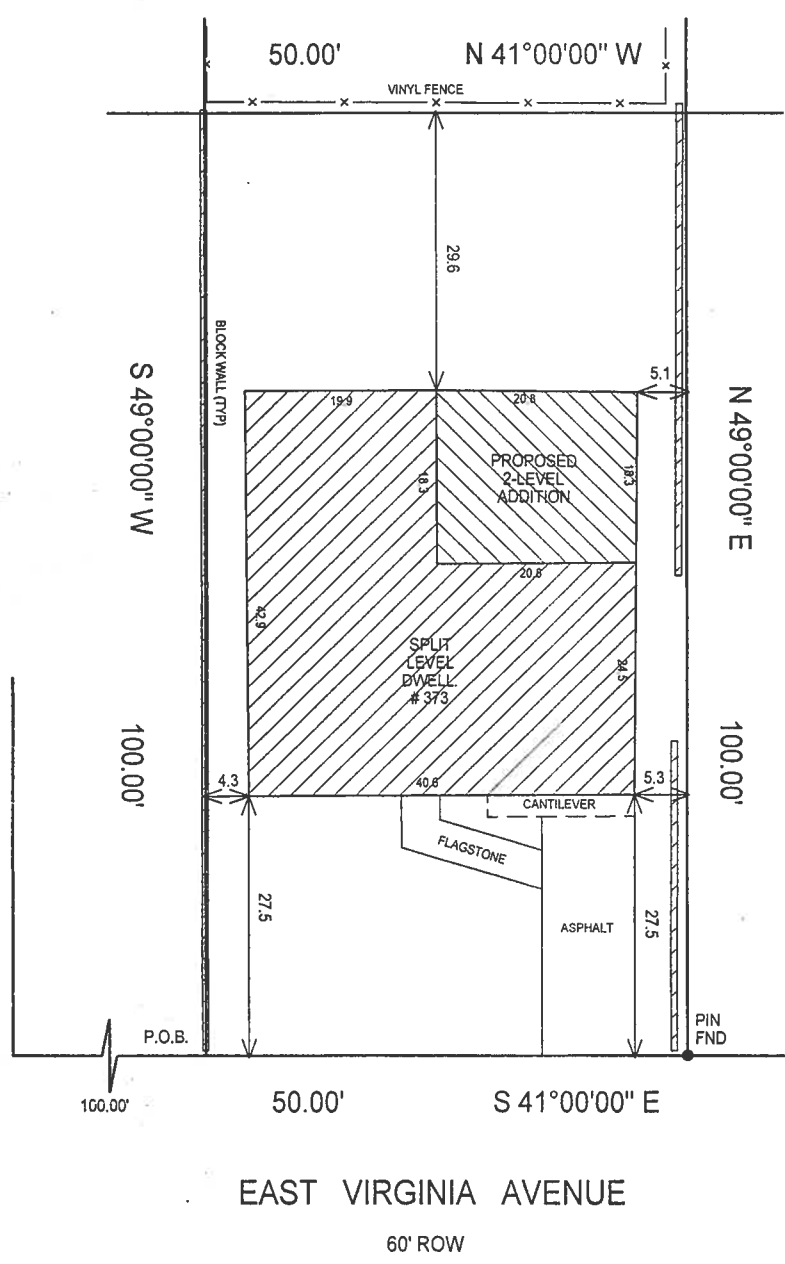 50.00' N 41°00'00" W
VINYL FENCE
29.6
BLOCK WALL (TYP)
S 49°00'00" W
N 49°00'00" E
5.1
19.9
20.8
18.3
PROPOSED
2-LEVEL
ADDITION
18.3
20.8
42.9
SPLIT
LEVEL
DWELL.
# 373
24.5
100.00'
100.00'
4.3
40.6
5.3
CANTILEVER
FLAGSTONE
27.5
ASPHALT
27.5
P.O.B.
PIN
FND
100.00'
50.00' S 41°00'00" E
EAST VIRGINIA AVENUE
60' ROW